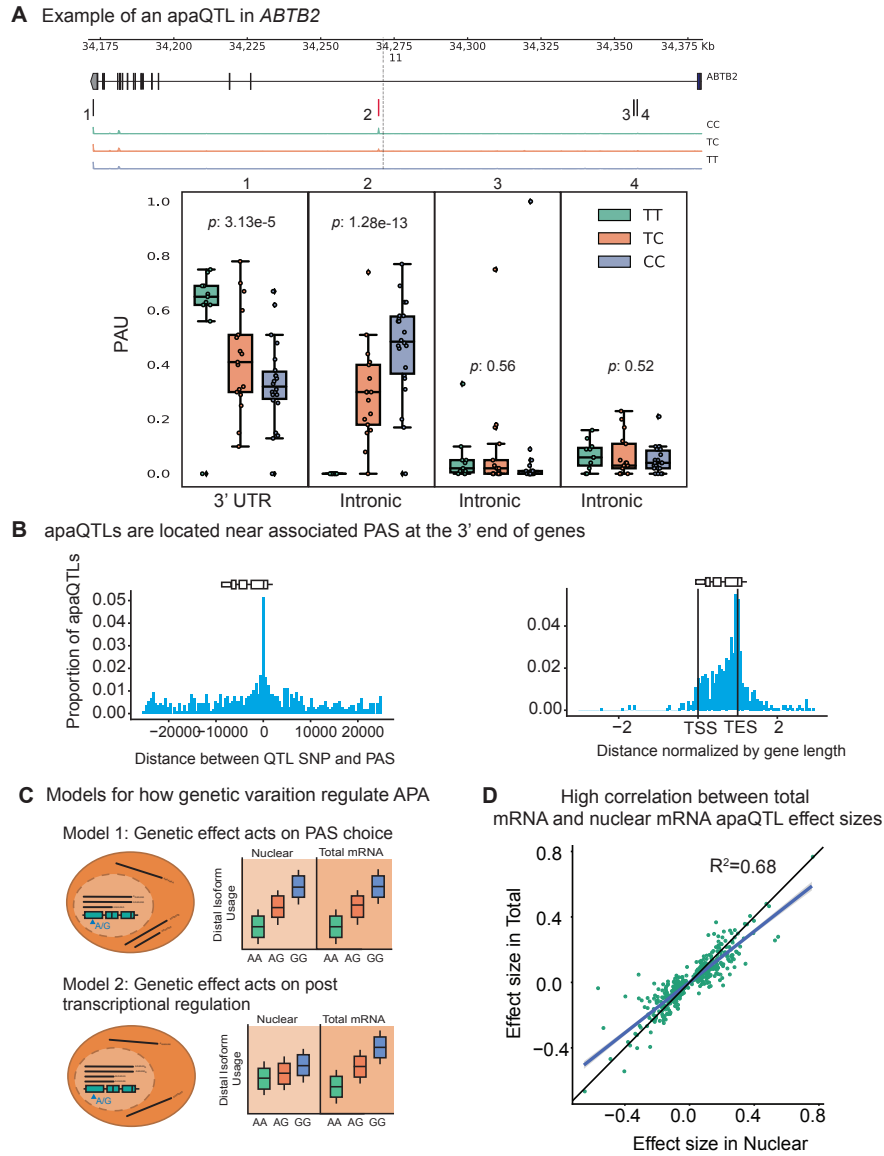 A Example of an apaQTL in ABTB2
34,175 34,200 34,225 34,250 34,275 34,300 34,325 34,350 34,375 Kb
11
ABTB2
1 2 3 4
CC
TC
TT
1 2 3 4
1.0
0.8
0.6
0.4
0.2
0.0
PAU
p: 3.13e-5
p: 1.28e-13
p: 0.56
p: 0.52
TT
TC
CC
3' UTR Intronic Intronic Intronic
B apaQTLs are located near associated PAS at the 3' end of genes
Proportion of apaQTLs
0.05
0.04
0.03
0.02
0.01
0.00
−20000 −10000 0 10000 20000
Distance between QTL SNP and PAS
0.04
0.02
0.00
−2 TSS TES 2
Distance normalized by gene length
C Models for how genetic varaition regulate APA
Model 1: Genetic effect acts on PAS choice
A/G
Distal Isoform
Usage
Nuclear Total mRNA
AA AG GG AA AG GG
Model 2: Genetic effect acts on post
transcriptional regulation
A/G
Distal Isoform
Usage
Nuclear Total mRNA
AA AG GG AA AG GG
D High correlation between total
mRNA and nuclear mRNA apaQTL effect sizes
R²=0.68
Effect size in Total
0.8
0.4
0.0
−0.4
−0.4 0.0 0.4 0.8
Effect size in Nuclear